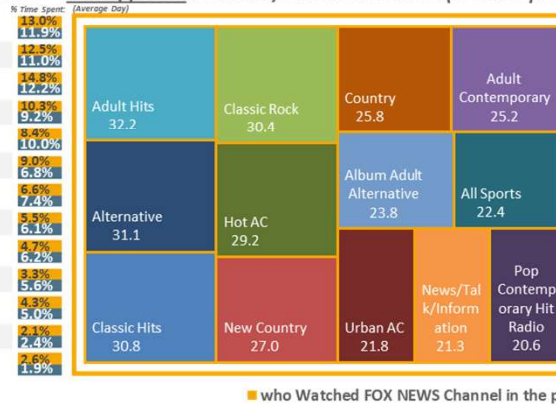 % Time Spent: (Average Day)
13.0%
11.9%
12.5%
11.0%
14.8%
12.2%
10.3%
9.2%
8.4%
10.0%
9.0%
6.8%
6.6%
7.4%
5.5%
6.1%
4.7%
6.2%
3.3%
5.6%
4.3%
5.0%
2.1%
2.4%
2.6%
1.9%
Adult Hits
32.2
Classic Rock
30.4
Country
25.8
Adult
Contemporary
25.2
Alternative
31.1
Hot AC
29.2
Album Adult
Alternative
23.8
All Sports
22.4
Classic Hits
30.8
New Country
27.0
Urban AC
21.8
News/Tal
k/Inform
ation
21.3
Pop
Contemp
orary Hit
Radio
20.6
who Watched FOX NEWS Channel in the